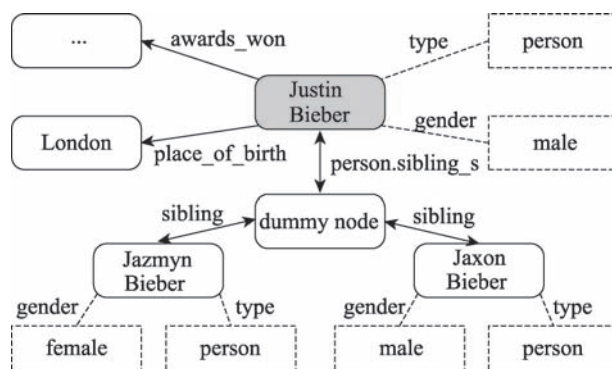 ...
awards_won
type
person
Justin
Bieber
gender
London
place_of_birth
male
person.sibling_s
sibling
dummy node
sibling
Jazmyn
Bieber
Jaxon
Bieber
gender
type
gender
type
female
person
male
person